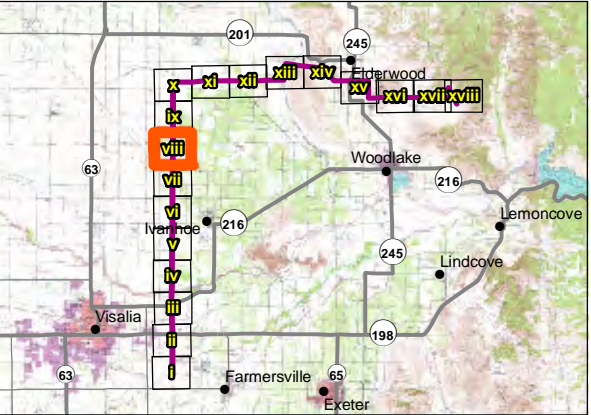 201
245
Elderwood
x
xi
xii
xiii
xiv
xv
xvi
xvii
xviii
ix
viii
63
Woodlake
216
vii
vi
Ivanhoe
216
Lemoncove
v
245
iv
Lindcove
iii
Visalia
ii
198
i
63
Farmersville
65
Exeter